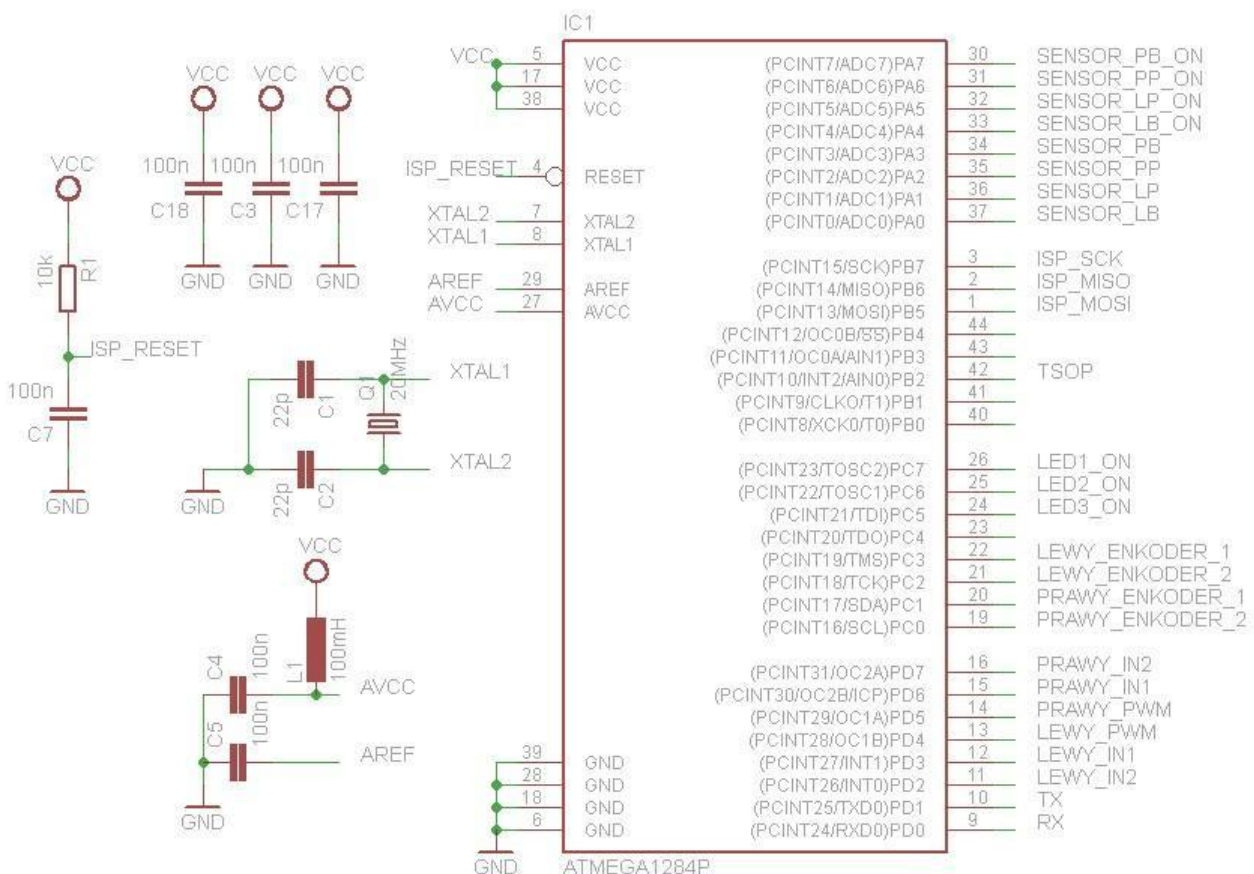 IC1
VCC
5
VCC
17
VCC
38
VCC
ISP_RESET
4
RESET
XTAL2
7
XTAL2
XTAL1
8
XTAL1
AREF
29
AREF
AVCC
27
AVCC
39
GND
28
GND
18
GND
6
GND
GND
ATMEGA1284P
(PCINT7/ADC7)PA7 30 SENSOR_PB_ON
(PCINT6/ADC6)PA6 31 SENSOR_PP_ON
(PCINT5/ADC5)PA5 32 SENSOR_LP_ON
(PCINT4/ADC4)PA4 33 SENSOR_LB_ON
(PCINT3/ADC3)PA3 34 SENSOR_PB
(PCINT2/ADC2)PA2 35 SENSOR_PP
(PCINT1/ADC1)PA1 36 SENSOR_LP
(PCINT0/ADC0)PA0 37 SENSOR_LB
(PCINT15/SCK)PB7 3 ISP_SCK
(PCINT14/MISO)PB6 2 ISP_MISO
(PCINT13/MOSI)PB5 1 ISP_MOSI
(PCINT12/OC0B/SS)PB4 44
(PCINT11/OC0A/AIN1)PB3 43
(PCINT10/INT2/AIN0)PB2 42 TSOP
(PCINT9/CLKO/T1)PB1 41
(PCINT8/XCK0/T0)PB0 40
(PCINT23/TOSC2)PC7 26 LED1_ON
(PCINT22/TOSC1)PC6 25 LED2_ON
(PCINT21/TDI)PC5 24 LED3_ON
(PCINT20/TDO)PC4 23
(PCINT19/TMS)PC3 22 LEWY_ENKODER_1
(PCINT18/TCK)PC2 21 LEWY_ENKODER_2
(PCINT17/SDA)PC1 20 PRAWY_ENKODER_1
(PCINT16/SCL)PC0 19 PRAWY_ENKODER_2
(PCINT31/OC2A)PD7 16 PRAWY_IN2
(PCINT30/OC2B/ICP)PD6 15 PRAWY_IN1
(PCINT29/OC1A)PD5 14 PRAWY_PWM
(PCINT28/OC1B)PD4 13 LEWY_PWM
(PCINT27/INT1)PD3 12 LEWY_IN1
(PCINT26/INT0)PD2 11 LEWY_IN2
(PCINT25/TXD0)PD1 10 TX
(PCINT24/RXD0)PD0 9 RX
VCC VCC VCC
100n 100n 100n
C18 C3 C17
GND GND GND
VCC
10k
R1
ISP_RESET
100n
C7
GND
XTAL1
22p
C1
Q1
20MHz
XTAL2
22p
C2
GND
VCC
L1
100mH
C4
100n
AVCC
C5
100n
AREF
GND